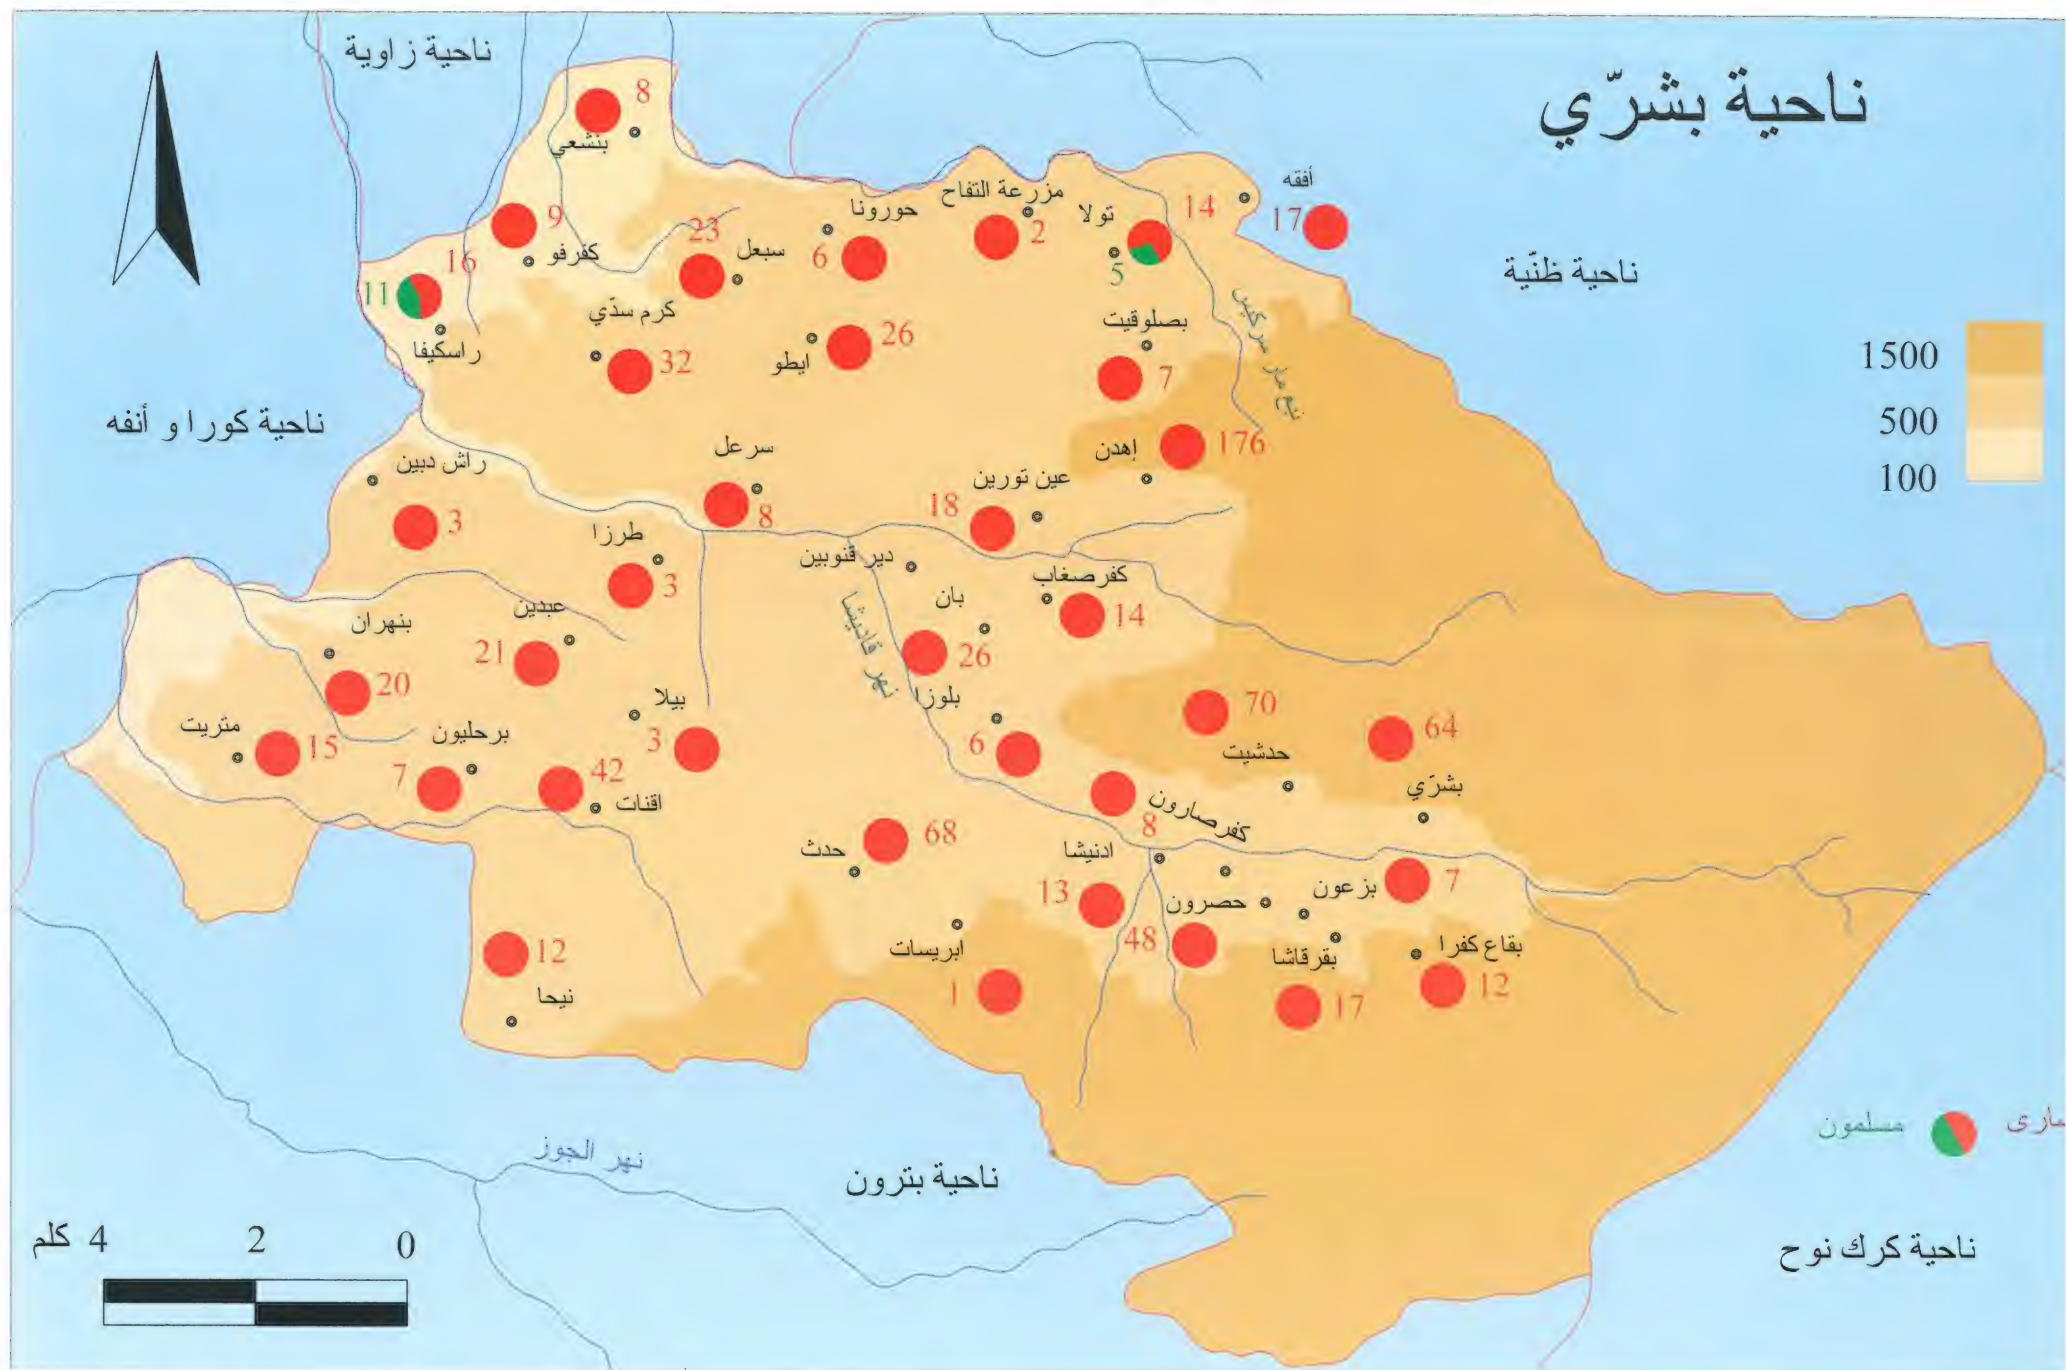 ناحية بشرّي
ناحية زاوية
8
بنشعي
أفقه
17
14
تولا
5
مزرعة التفاح
2
حورونا
6
23
سبعل
9
كفرفو
16
11
راسكيفا
كرم سدّي
32
26
ايطو
بصلوقيت
7
ناحية ظنّية
1500
500
100
ناحية كورا و أنفه
إهدن
176
عين تورين
18
سرعل
8
راش دبين
3
طرزا
3
دير قنوبين
نهر قاديشا
كفرصغاب
14
بان
26
عبدين
21
بنهران
20
بلوزا
6
بيلا
3
70
حدشيت
64
بشرّي
متريت
15
برحليون
7
42
اقنات
كفرصارون
8
68
حدث
ادنيشا
13
حصرون
48
بزعون
7
ابريسات
1
بقرقاشا
17
بقاع كفرا
12
12
نيحا
مسلمون
نهر الجوز
ناحية بترون
ناحية كرك نوح
0
2
4 كلم